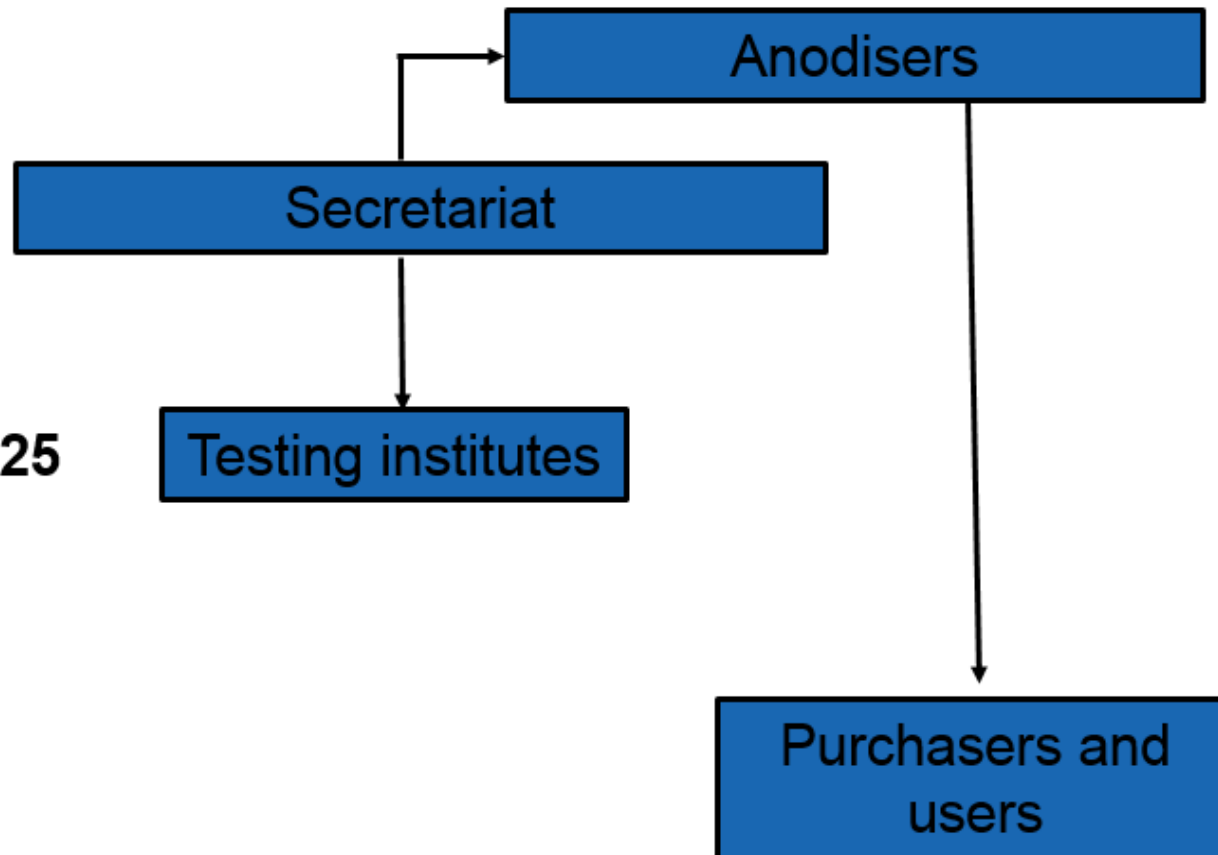 Anodisers
Secretariat
25
Testing institutes
Purchasers and
users